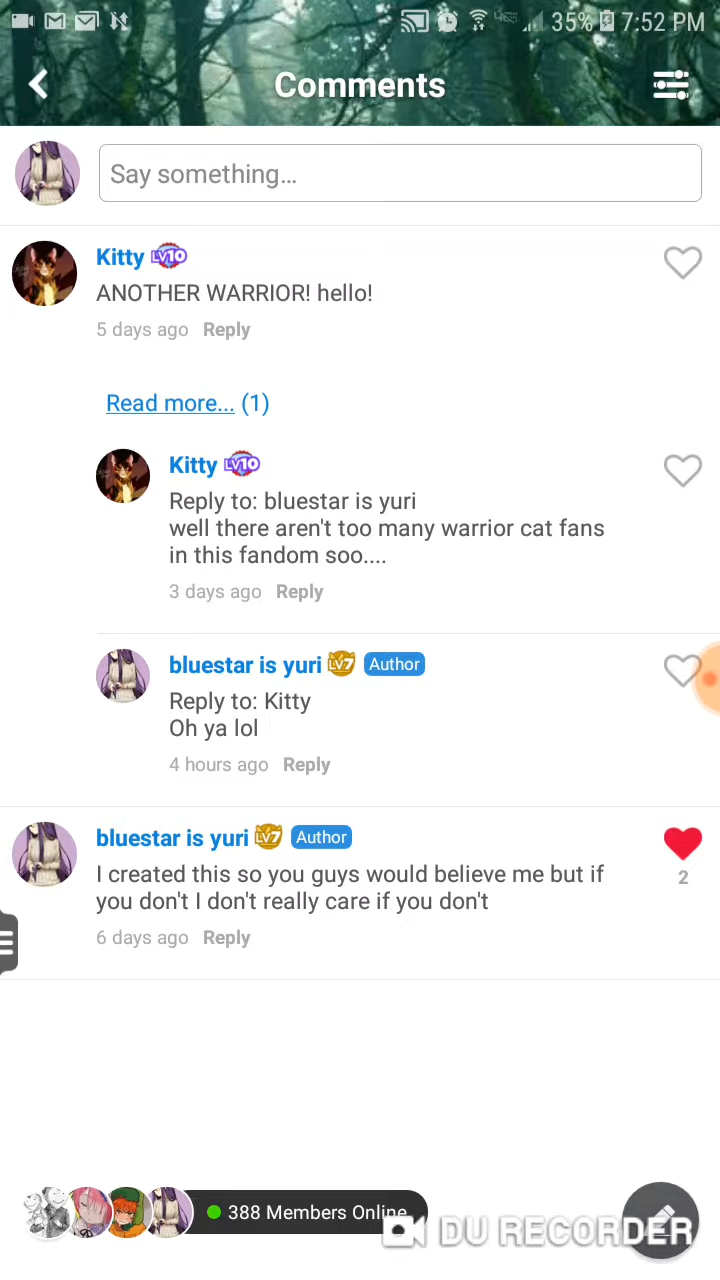 35% 7:52 PM
Comments
Say something...
Kitty LV10
ANOTHER WARRIOR! hello!
5 days ago Reply
Read more... (1)
Kitty LV10
Reply to: bluestar is yuri
well there aren't too many warrior cat fans
in this fandom soo....
3 days ago Reply
bluestar is yuri LV7 Author
Reply to: Kitty
Oh ya lol
4 hours ago Reply
bluestar is yuri LV7 Author
I created this so you guys would believe me but if
you don't I don't really care if you don't
2
6 days ago Reply
388 Members Online
DU RECORDER